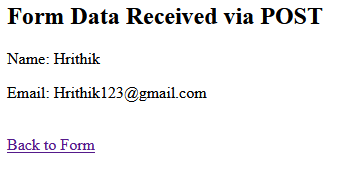 Form Data Received via POST
Name: Hrithik
Email: Hrithik123@gmail.com
Back to Form